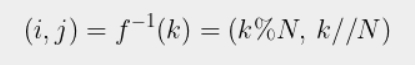 (i, j) = f⁻¹(k) = (k%N, k//N)